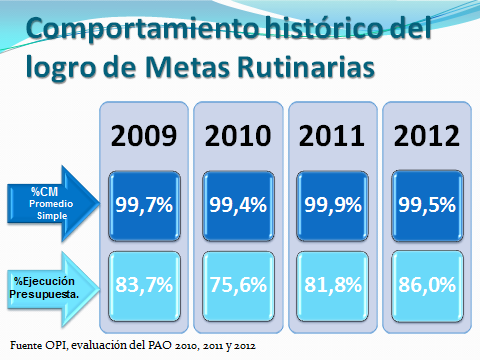 Comportamiento histórico del
logro de Metas Rutinarias
2009 2010 2011 2012
%CM
Promedio
Simple
99,7% 99,4% 99,9% 99,5%
%Ejecución
Presupuesta.
83,7% 75,6% 81,8% 86,0%
Fuente OPI, evaluación del PAO 2010, 2011 y 2012